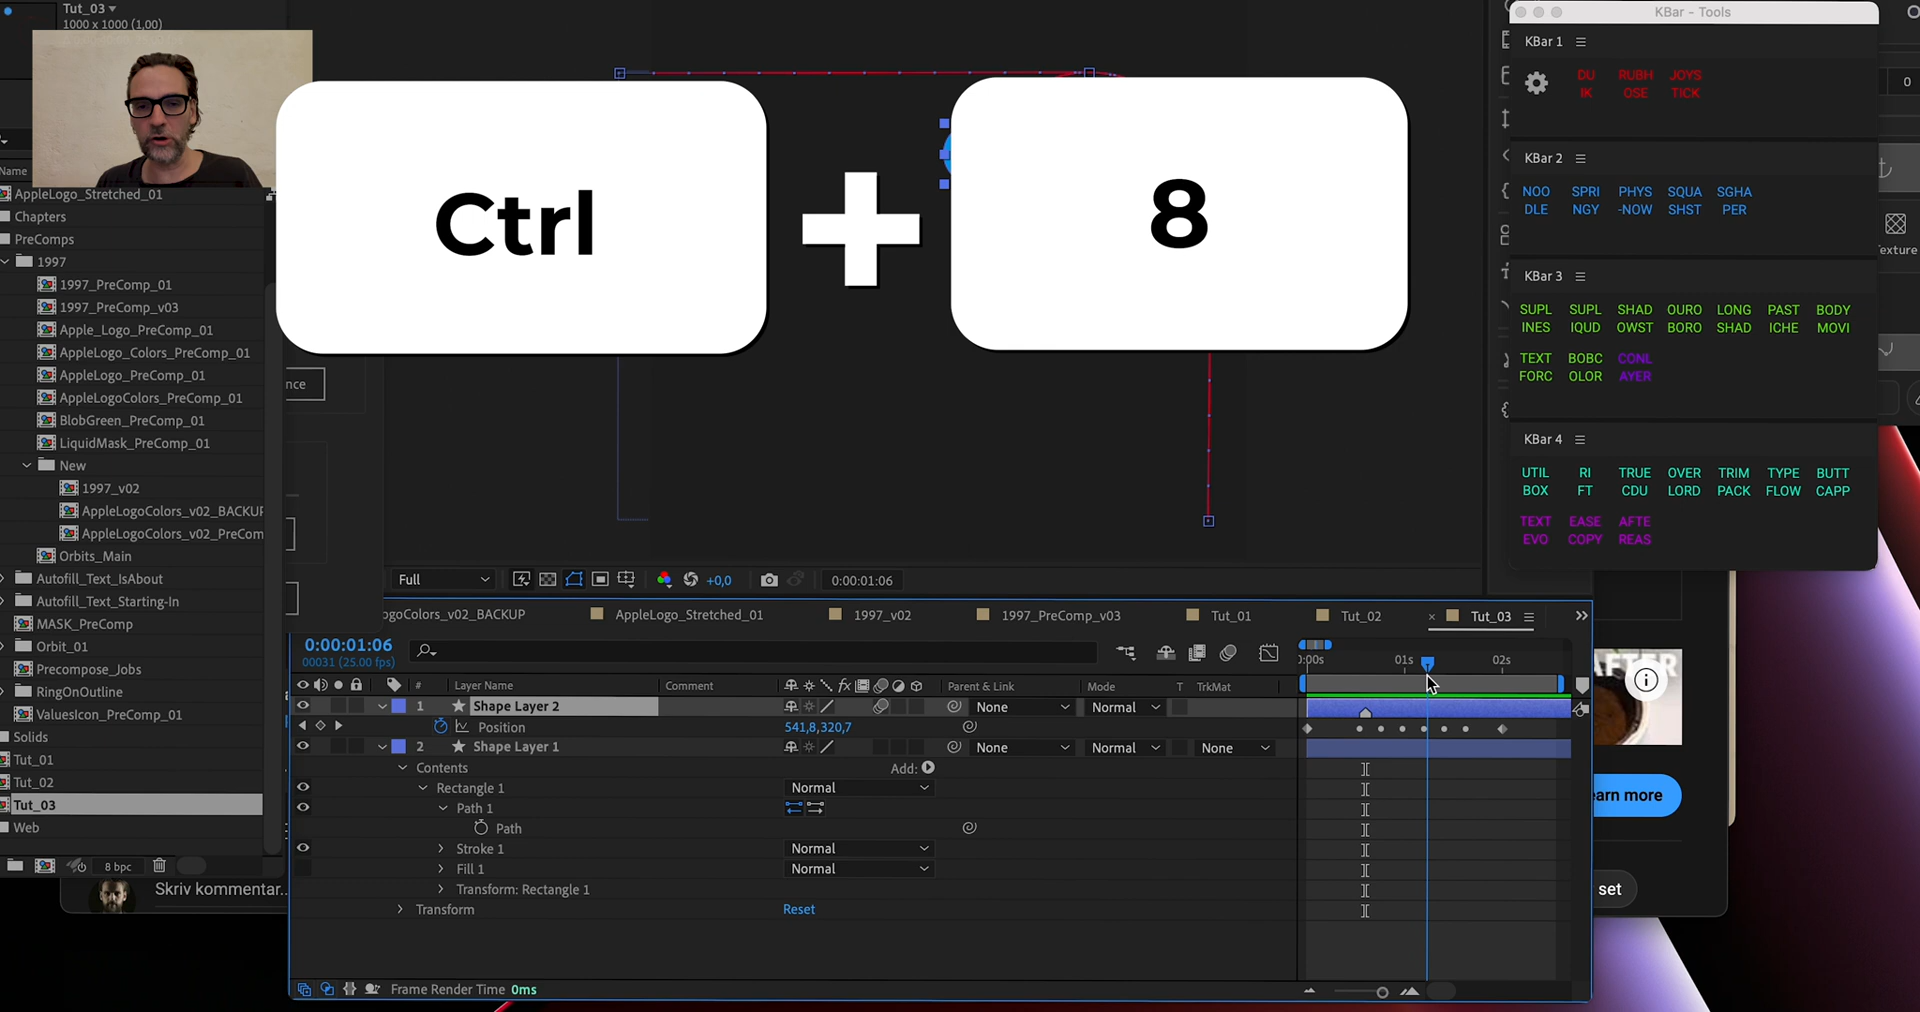 Tut_03
1000 x 1000 (1,00)
Name
AppleLogo_Stretched_01
Chapters
PreComps
1997
1997_PreComp_01
1997_PreComp_v03
Apple_Logo_PreComp_01
AppleLogo_Colors_PreComp_01
AppleLogo_PreComp_01
AppleLogoColors_PreComp_01
BlobGreen_PreComp_01
LiquidMask_PreComp_01
New
1997_v02
AppleLogoColors_v02_BACKUP
AppleLogoColors_v02_PreCom
Orbits_Main
Autofill_Text_IsAbout
Autofill_Text_Starting-In
MASK_PreComp
Orbit_01
Precompose_Jobs
RingOnOutline
ValuesIcon_PreComp_01
Solids
Tut_01
Tut_02
Tut_03
Web
8 bpc
Skriv kommentar..
nce
Ctrl
+
8
Full
+0,0
0:00:01:06
ogoColors_v02_BACKUP
AppleLogo_Stretched_01
1997_v02
1997_PreComp_v03
Tut_01
Tut_02
× Tut_03
0:00:01:06
00031 (25.00 fps)
0:00s
01s
02s
# Layer Name
Comment
fx
Parent & Link
Mode
T
TrkMat
1
Shape Layer 2
None
Normal
Position
541,8,320,7
2
Shape Layer 1
None
Normal
None
Contents
Add:
Rectangle 1
Normal
Path 1
Path
Stroke 1
Normal
Fill 1
Normal
Transform: Rectangle 1
Transform
Reset
Frame Render Time 0ms
KBar - Tools
KBar 1
DU RUBH JOYS
IK OSE TICK
KBar 2
NOO SPRI PHYS SQUA SGHA
DLE NGY -NOW SHST PER
KBar 3
SUPL SUPL SHAD OURO LONG PAST BODY
INES IQUD OWST BORO SHAD ICHE MOVI
TEXT BOBC CONL
FORC OLOR AYER
KBar 4
UTIL RI TRUE OVER TRIM TYPE BUTT
BOX FT CDU LORD PACK FLOW CAPP
TEXT EASE AFTE
EVO COPY REAS
0
Texture
AFTER
earn more
set